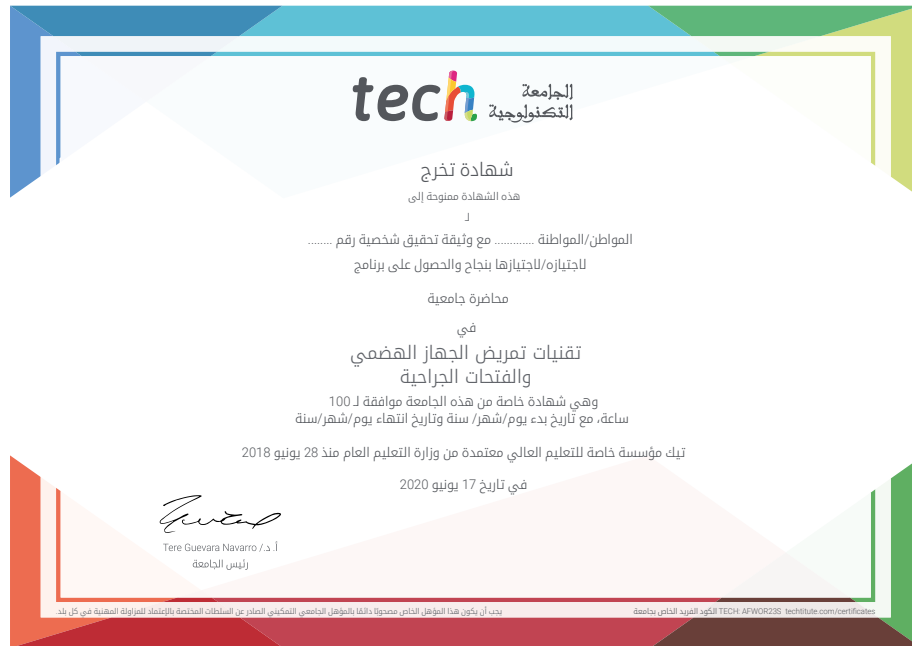 tech الجامعة
التكنولوجية
شهادة تخرج
هذه الشهادة ممنوحة إلى
لـ
المواطن/المواطنة ............ مع وثيقة تحقيق شخصية رقم ........
لاجتيازه/لاجتيازها بنجاح والحصول على برنامج
محاضرة جامعية
في
تقنيات تمريض الجهاز الهضمي
والفتحات الجراحية
وهي شهادة خاصة من هذه الجامعة موافقة لـ 100
ساعة، مع تاريخ بدء يوم/شهر/ سنة وتاريخ انتهاء يوم/شهر/سنة
تيك مؤسسة خاصة للتعليم العالي معتمدة من وزارة التعليم العام منذ 28 يونيو 2018
في تاريخ 17 يونيو 2020
أ. د./ Tere Guevara Navarro
رئيس الجامعة
يجب أن يكون هذا المؤهل الخاص مصحوبًا دائمًا بالمؤهل الجامعي التمكيني الصادر عن السلطات المختصة بالإعتماد للمزاولة المهنية في كل بلد.
الكود الفريد الخاص بجامعة TECH: AFWOR23S techtitute.com/certificates